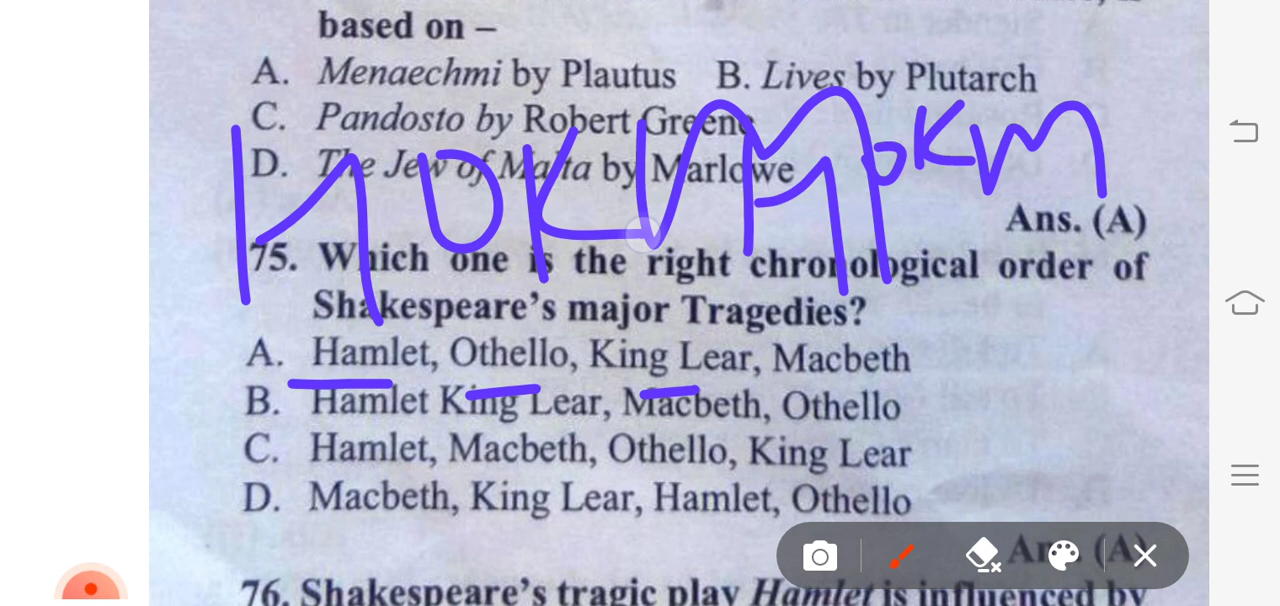 based on –
A. Menaechmi by Plautus B. Lives by Plutarch
C. Pandosto by Robert Greene
D. The Jew of Malta by Marlowe
HOKM HOKM
Ans. (A)
75. Which one is the right chronological order of
Shakespeare's major Tragedies?
A. Hamlet, Othello, King Lear, Macbeth
B. Hamlet King Lear, Macbeth, Othello
C. Hamlet, Macbeth, Othello, King Lear
D. Macbeth, King Lear, Hamlet, Othello
(A)
76. Shakespeare's tragic play Hamlet is influenced by